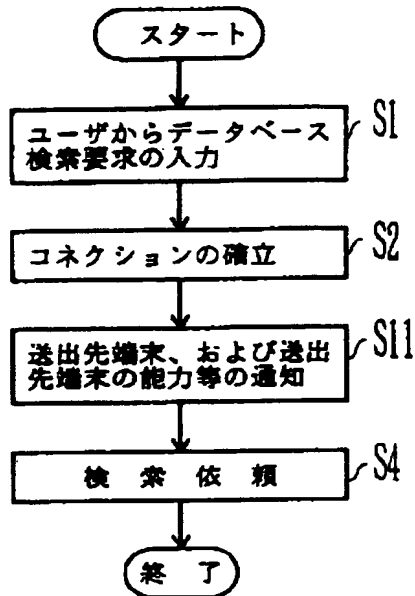 スタート
ユーザからデータベース
検索要求の入力
S1
コネクションの確立
S2
送出先端末、および送出
先端末の能力等の通知
S11
検索依頼
S4
終了